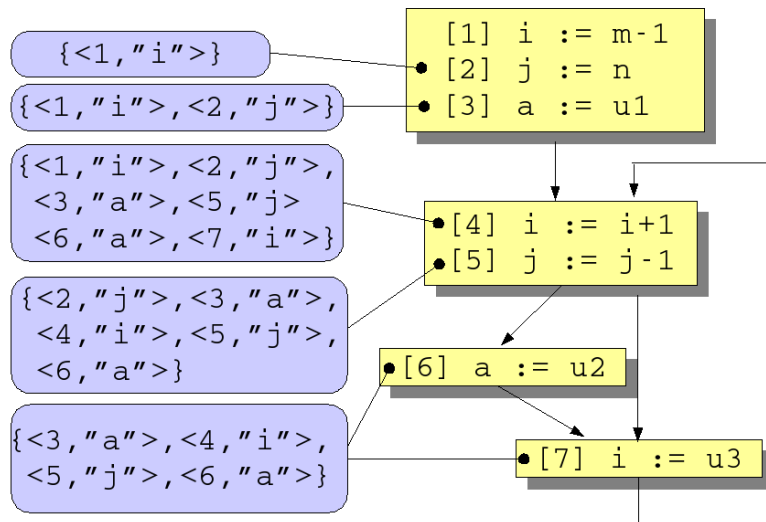 {<1,″i″>}
{<1,″i″>,<2,″j″>}
{<1,″i″>,<2,″j″>,
<3,″a″>,<5,″j>
<6,″a″>,<7,″i″>}
{<2,″j″>,<3,″a″>,
<4,″i″>,<5,″j″>,
<6,″a″>}
{<3,″a″>,<4,″i″>,
<5,″j″>,<6,″a″>}
[1] i := m-1
[2] j := n
[3] a := u1
[4] i := i+1
[5] j := j-1
[6] a := u2
[7] i := u3